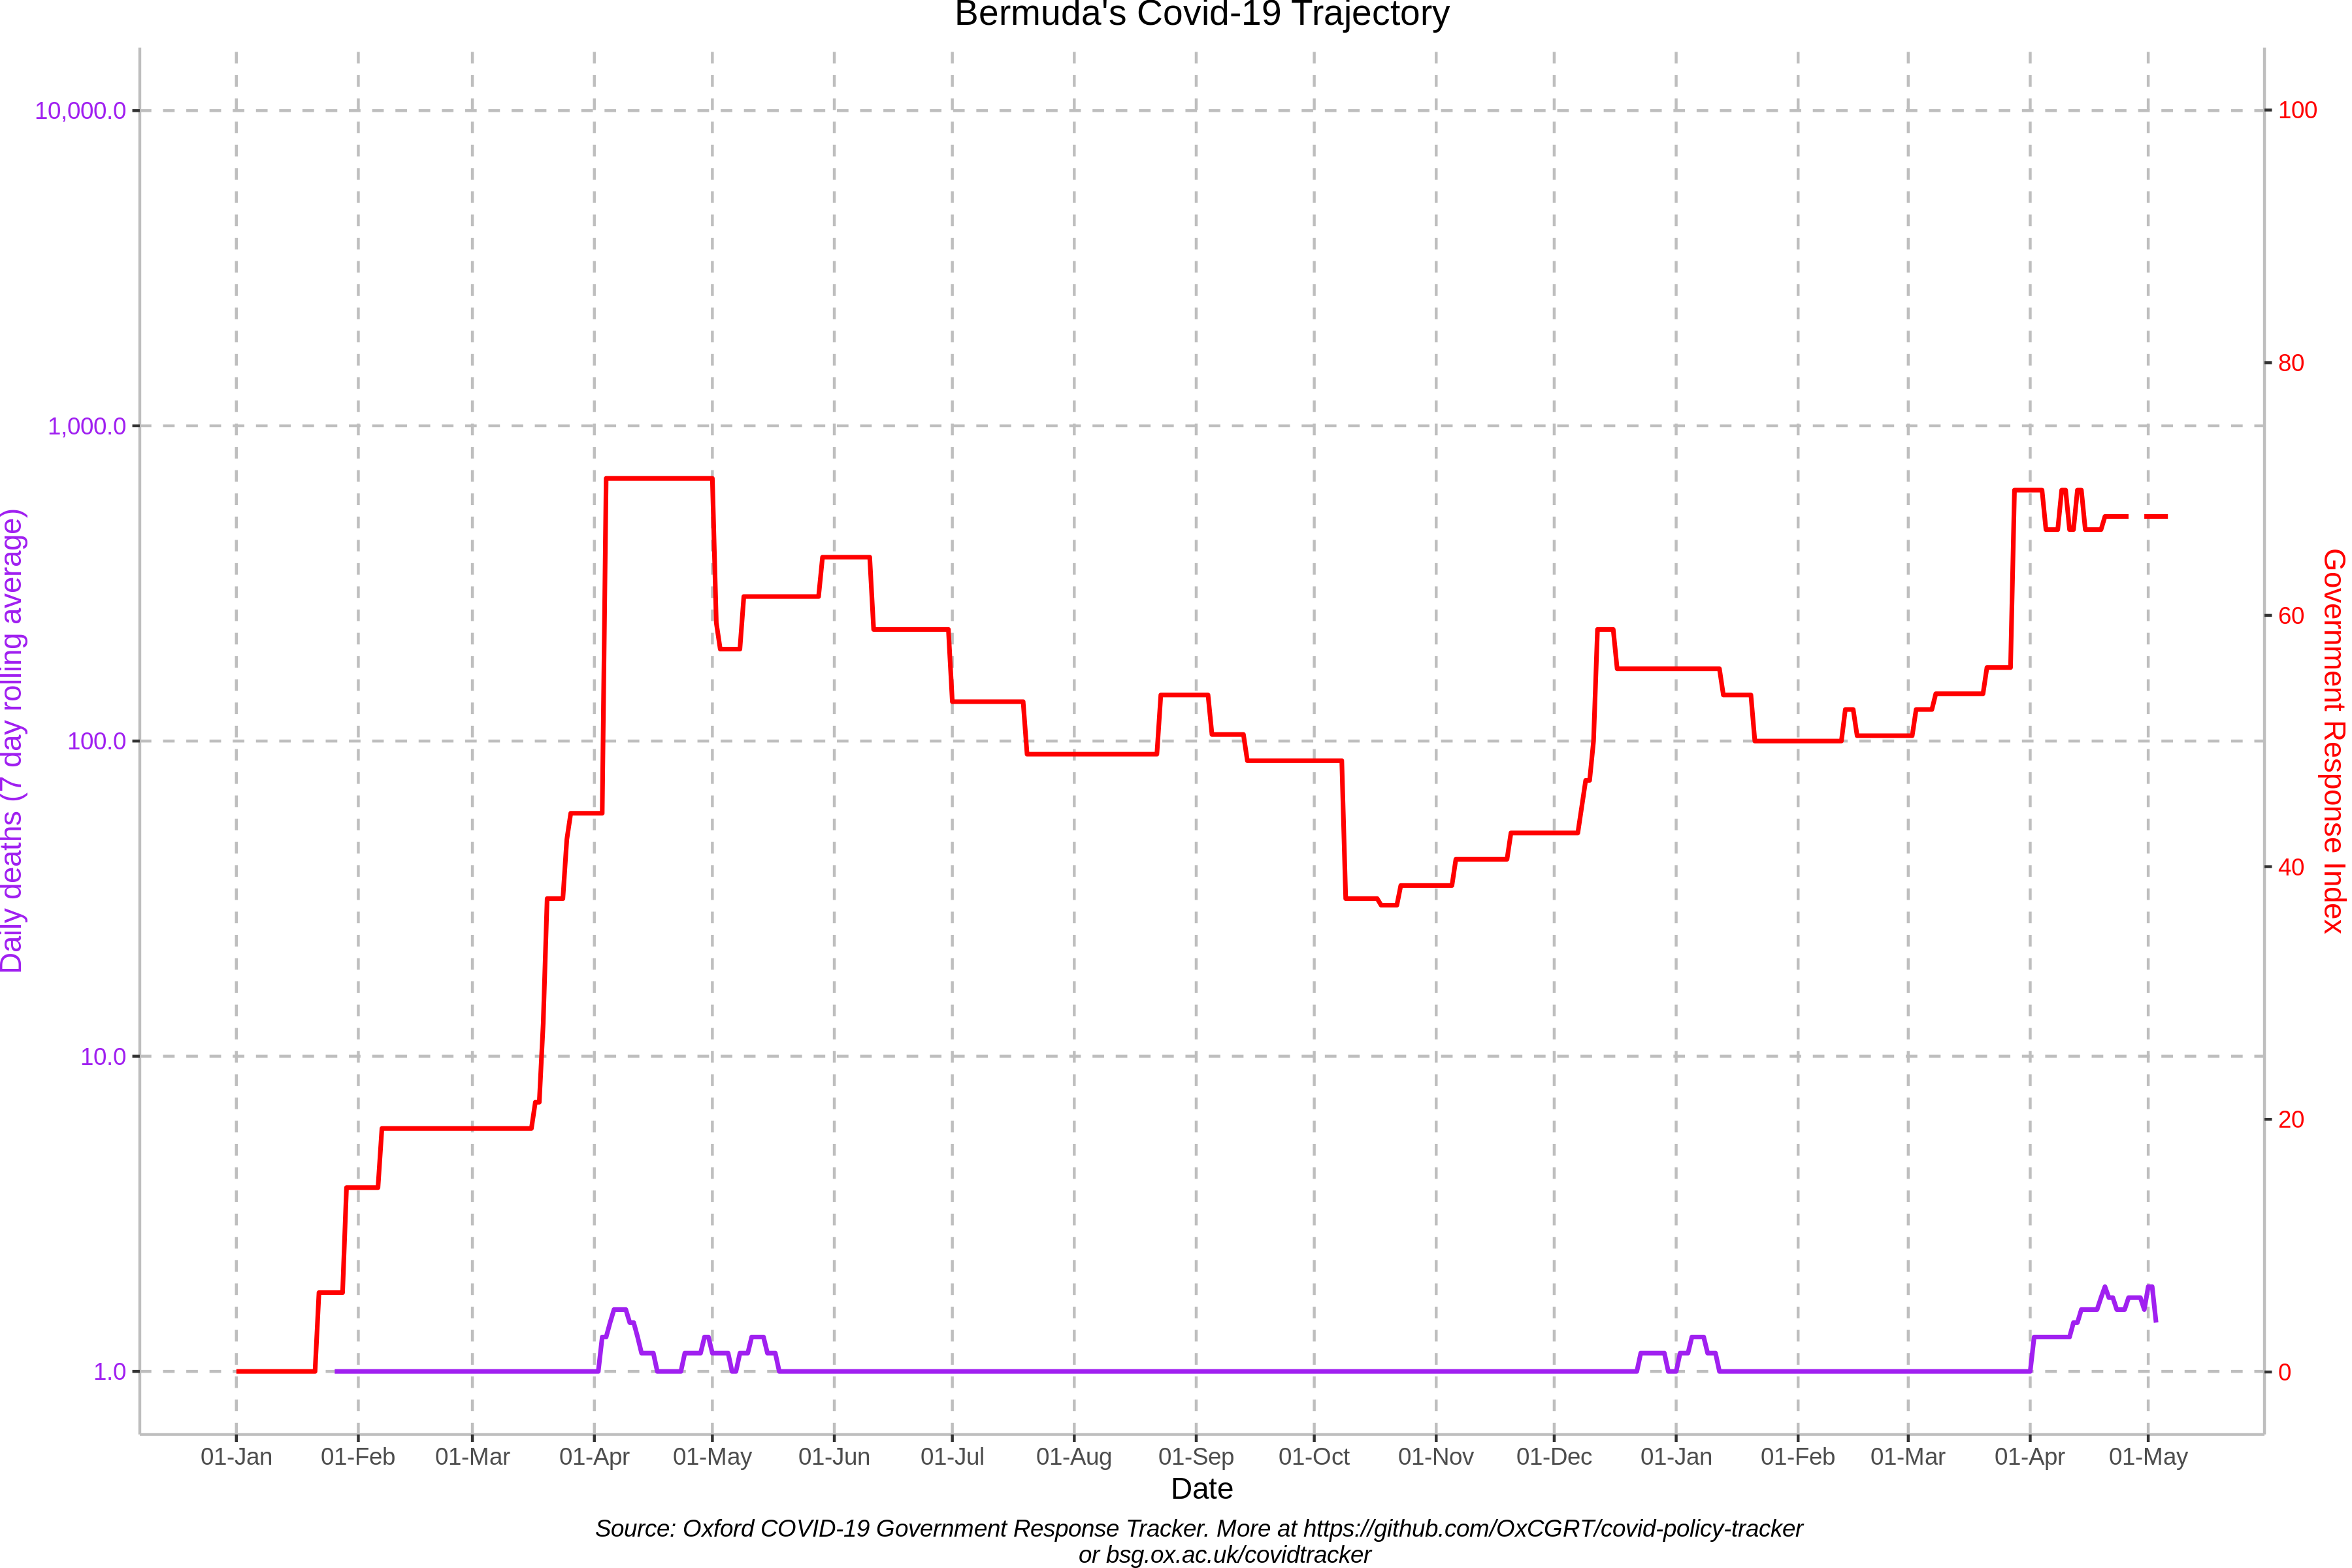 Bermuda's Covid-19 Trajectory
10,000.0
1,000.0
100.0
10.0
1.0
Daily deaths (7 day rolling average)
100
80
60
40
20
0
Government Response Index
01-Jan 01-Feb 01-Mar 01-Apr 01-May 01-Jun 01-Jul 01-Aug 01-Sep 01-Oct 01-Nov 01-Dec 01-Jan 01-Feb 01-Mar 01-Apr 01-May
Date
Source: Oxford COVID-19 Government Response Tracker. More at https://github.com/OxCGRT/covid-policy-tracker
or bsg.ox.ac.uk/covidtracker